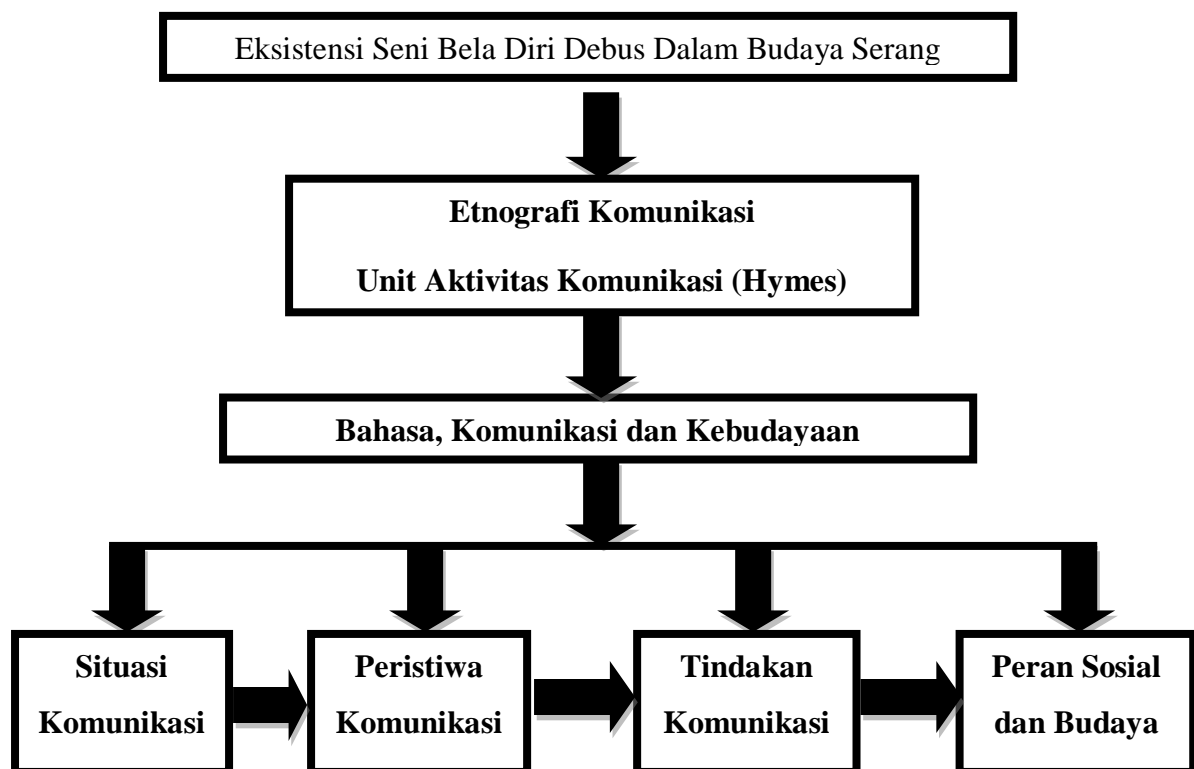 Eksistensi Seni Bela Diri Debus Dalam Budaya Serang
Etnografi Komunikasi
Unit Aktivitas Komunikasi (Hymes)
Bahasa, Komunikasi dan Kebudayaan
Situasi
Komunikasi
Peristiwa
Komunikasi
Tindakan
Komunikasi
Peran Sosial
dan Budaya